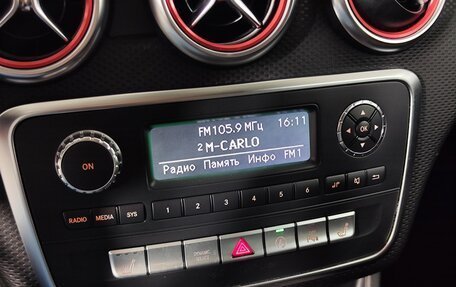 FM105.9 МГц 16:11
2 M-CARLO
Радио Память Инфо FM1
ON
OK
RADIO MEDIA SYS 1 2 3 4 5 6